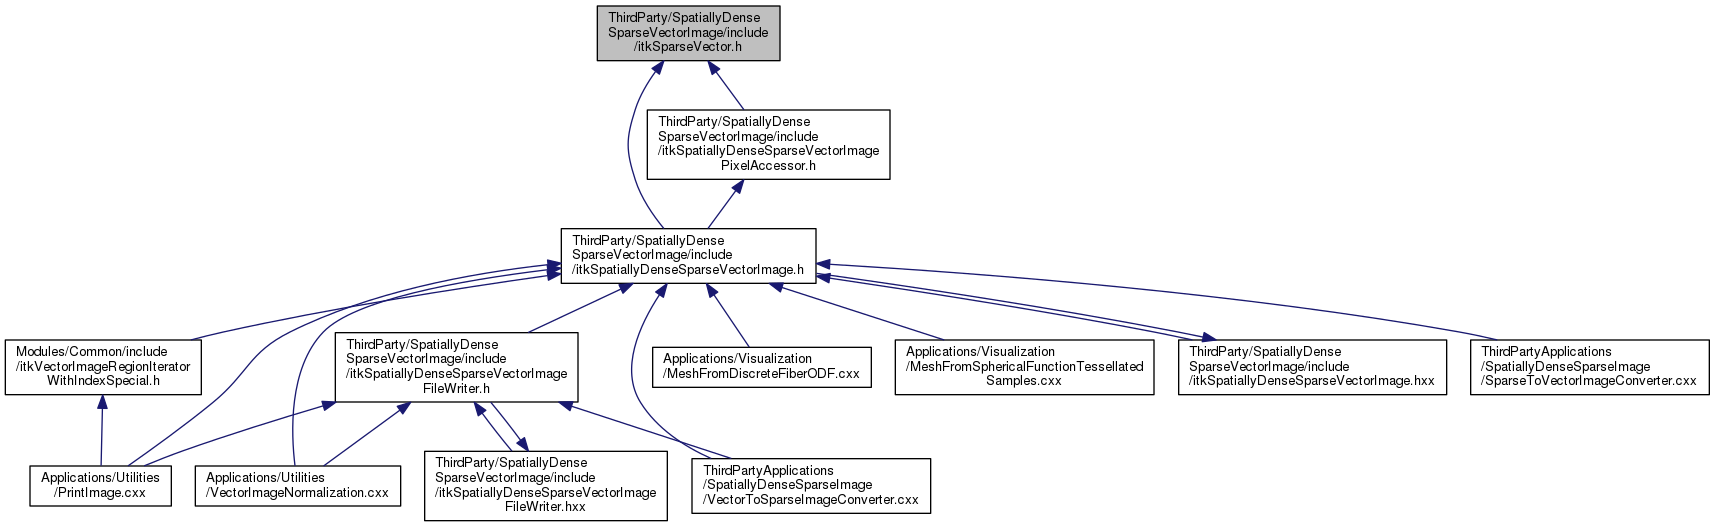 ThirdParty/SpatiallyDense
SparseVectorImage/include
/itkSparseVector.h
ThirdParty/SpatiallyDense
SparseVectorImage/include
/itkSpatiallyDenseSparseVectorImage
PixelAccessor.h
ThirdParty/SpatiallyDense
SparseVectorImage/include
/itkSpatiallyDenseSparseVectorImage.h
Modules/Common/include
/itkVectorImageRegionIterator
WithIndexSpecial.h
ThirdParty/SpatiallyDense
SparseVectorImage/include
/itkSpatiallyDenseSparseVectorImage
FileWriter.h
Applications/Visualization
/MeshFromDiscreteFiberODF.cxx
Applications/Visualization
/MeshFromSphericalFunctionTessellated
Samples.cxx
ThirdParty/SpatiallyDense
SparseVectorImage/include
/itkSpatiallyDenseSparseVectorImage.hxx
ThirdPartyApplications
/SpatiallyDenseSparseImage
/SparseToVectorImageConverter.cxx
Applications/Utilities
/PrintImage.cxx
Applications/Utilities
/VectorImageNormalization.cxx
ThirdParty/SpatiallyDense
SparseVectorImage/include
/itkSpatiallyDenseSparseVectorImage
FileWriter.hxx
ThirdPartyApplications
/SpatiallyDenseSparseImage
/VectorToSparseImageConverter.cxx